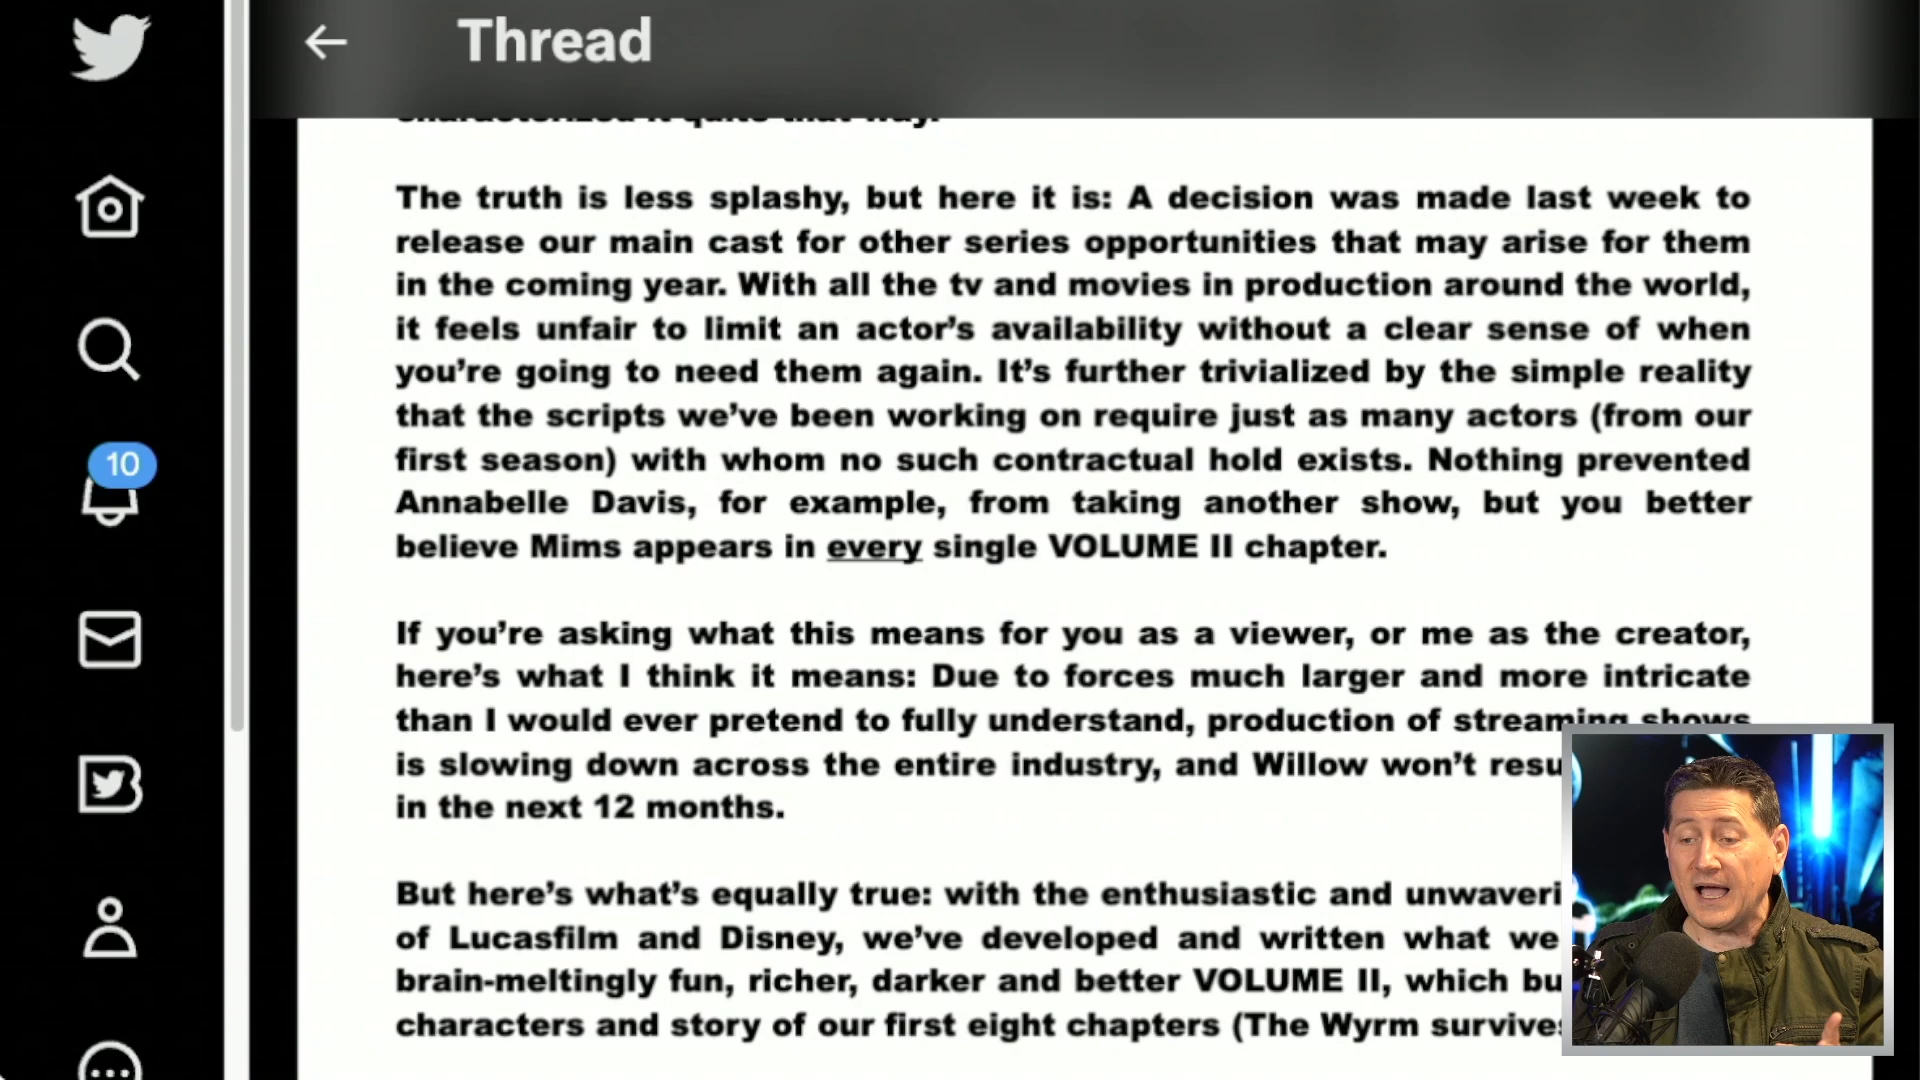 Thread
characterized it quite that way.
The truth is less splashy, but here it is: A decision was made last week to
release our main cast for other series opportunities that may arise for them
in the coming year. With all the tv and movies in production around the world,
it feels unfair to limit an actor’s availability without a clear sense of when
you’re going to need them again. It’s further trivialized by the simple reality
that the scripts we’ve been working on require just as many actors (from our
first season) with whom no such contractual hold exists. Nothing prevented
Annabelle Davis, for example, from taking another show, but you better
believe Mims appears in every single VOLUME II chapter.
If you’re asking what this means for you as a viewer, or me as the creator,
here’s what I think it means: Due to forces much larger and more intricate
than I would ever pretend to fully understand, production of streaming shows
is slowing down across the entire industry, and Willow won’t resu
in the next 12 months.
But here’s what’s equally true: with the enthusiastic and unwaveri
of Lucasfilm and Disney, we’ve developed and written what we
brain-meltingly fun, richer, darker and better VOLUME II, which bu
characters and story of our first eight chapters (The Wyrm survives
10